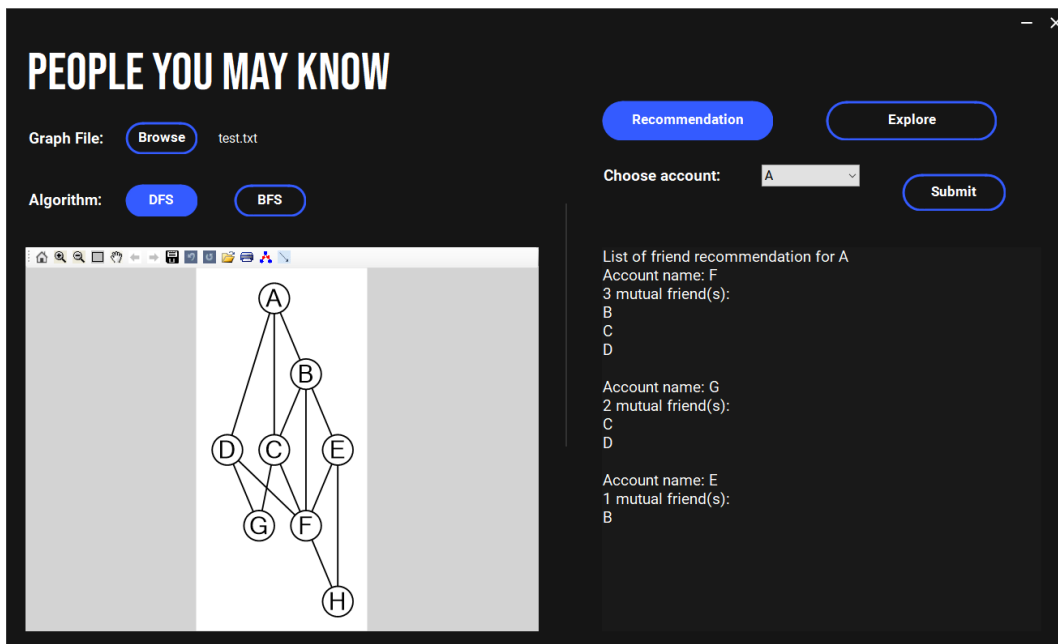 PEOPLE YOU MAY KNOW
Graph File: Browse test.txt
Algorithm: DFS BFS
A
B
D C E
G F
H
Recommendation Explore
Choose account: A
Submit
List of friend recommendation for A
Account name: F
3 mutual friend(s):
B
C
D
Account name: G
2 mutual friend(s):
C
D
Account name: E
1 mutual friend(s):
B